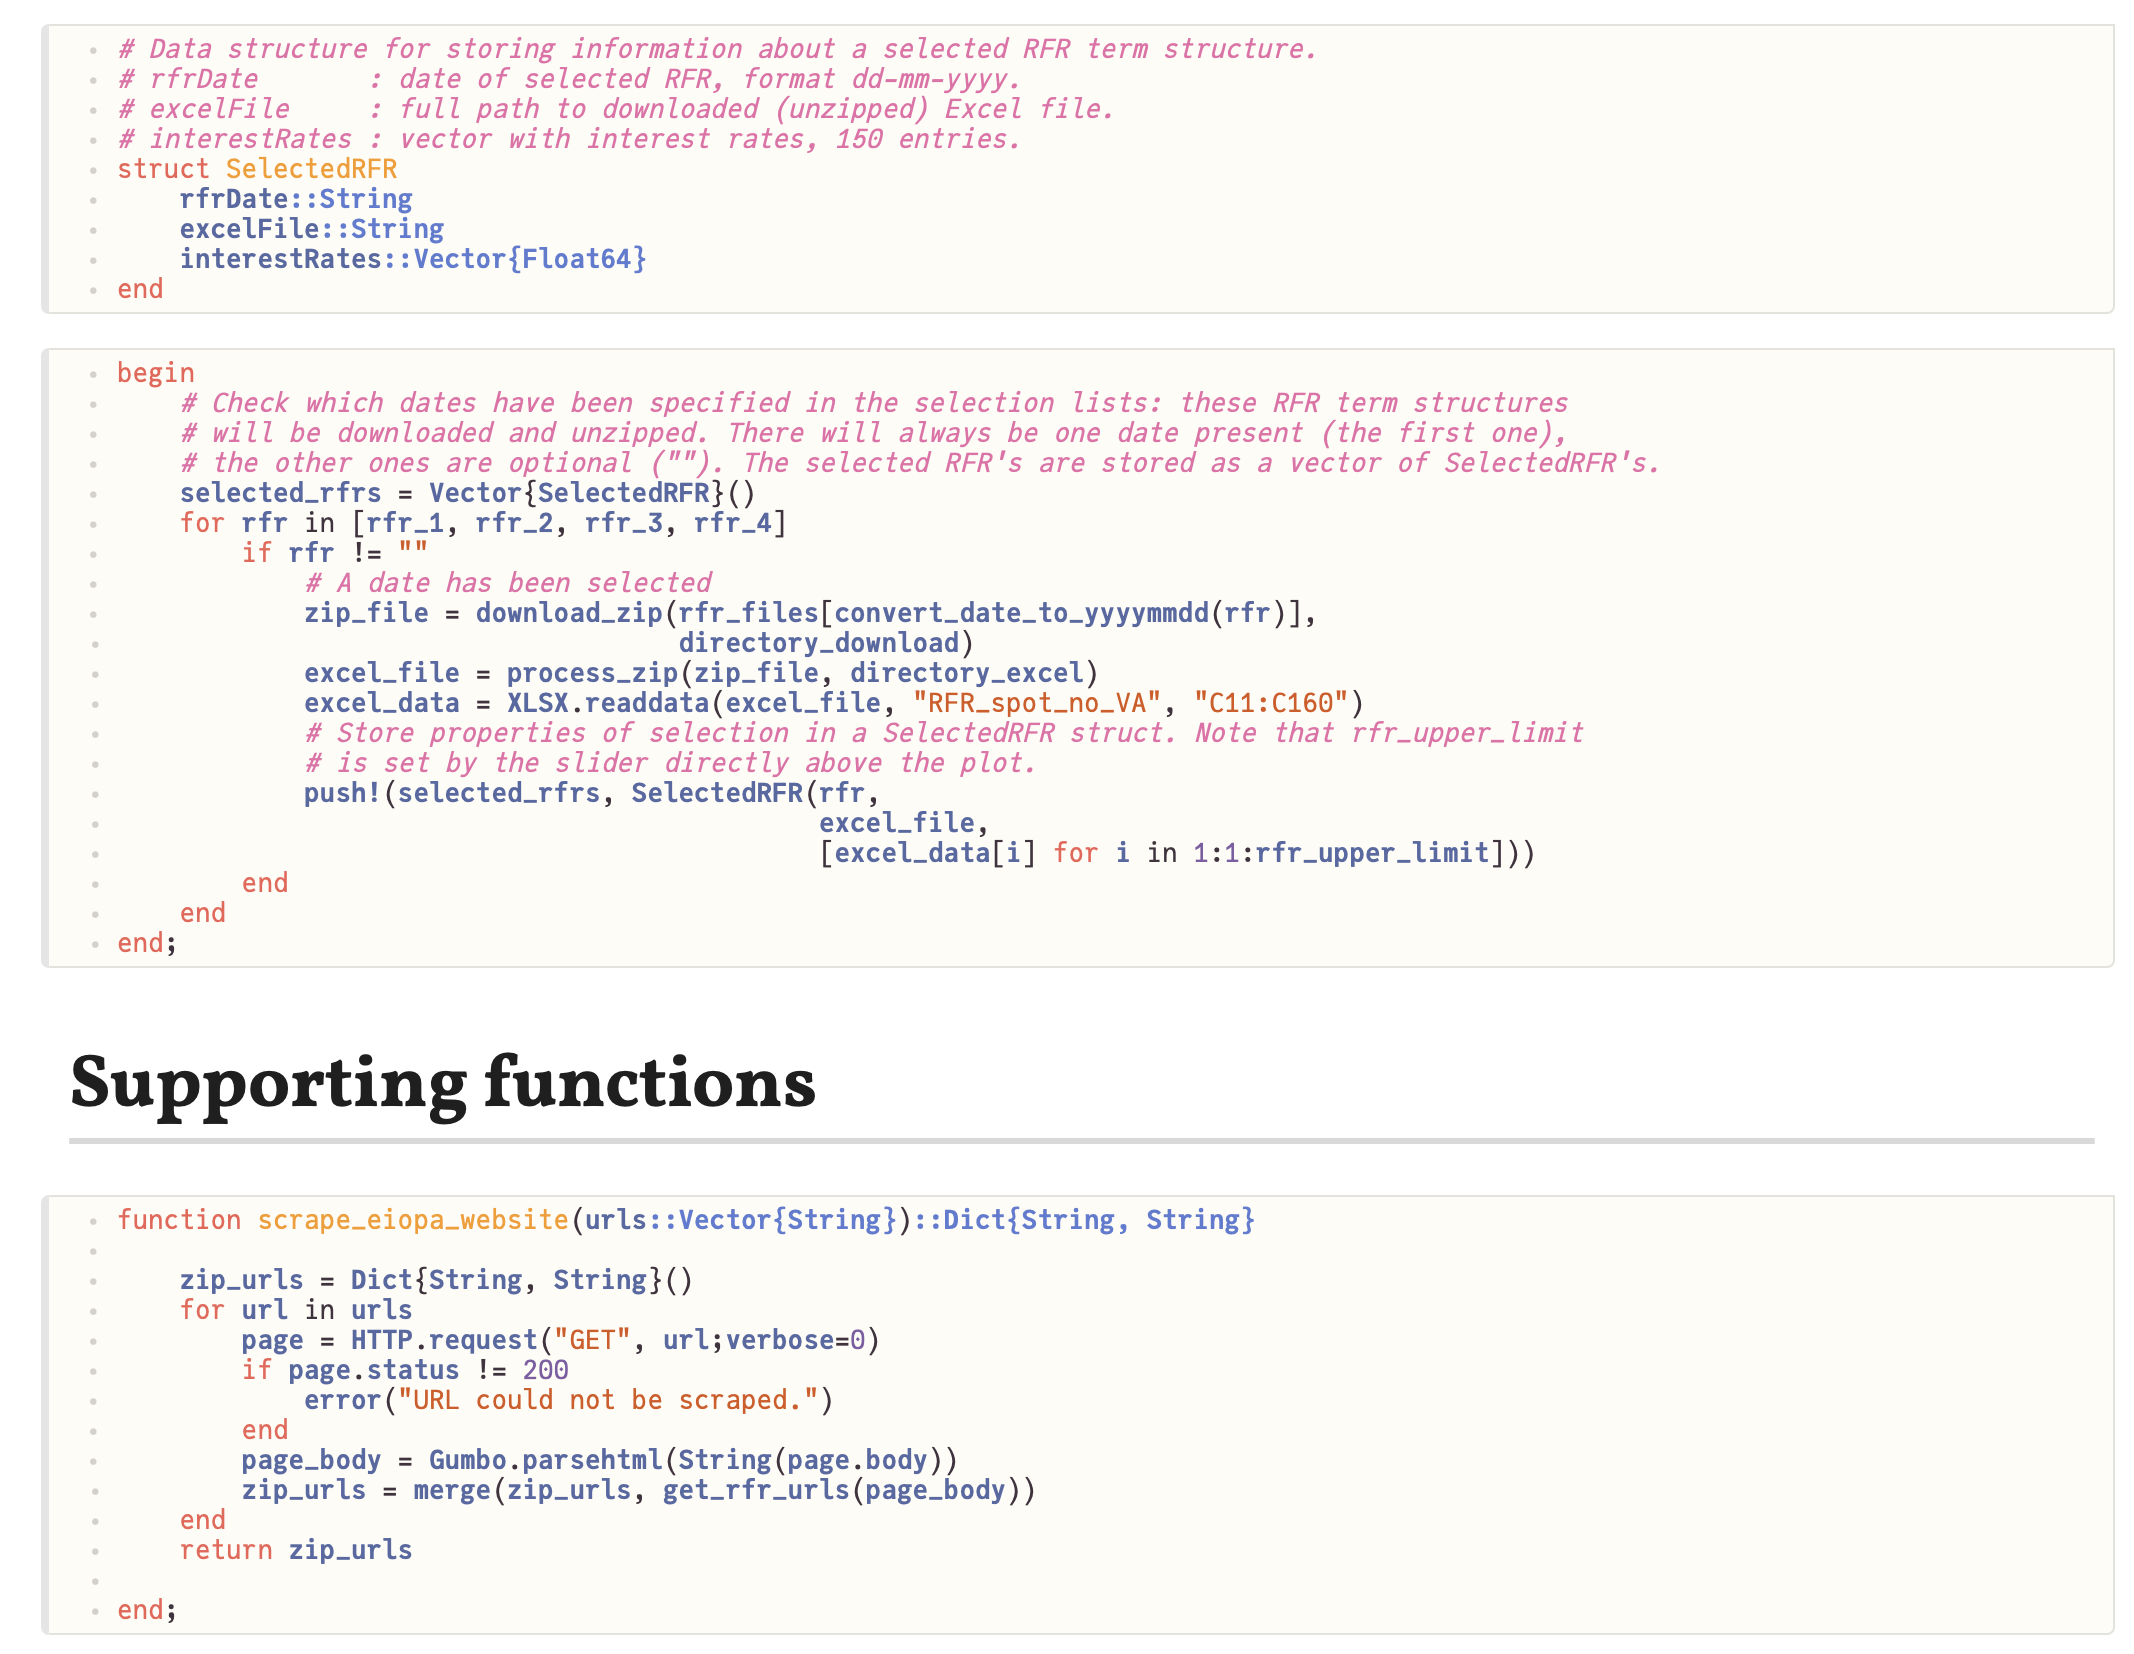 # Data structure for storing information about a selected RFR term structure.
# rfrDate       : date of selected RFR, format dd-mm-yyyy.
# excelFile     : full path to downloaded (unzipped) Excel file.
# interestRates : vector with interest rates, 150 entries.
struct SelectedRFR
    rfrDate::String
    excelFile::String
    interestRates::Vector{Float64}
end
begin
    # Check which dates have been specified in the selection lists: these RFR term structures
    # will be downloaded and unzipped. There will always be one date present (the first one),
    # the other ones are optional (""). The selected RFR's are stored as a vector of SelectedRFR's.
    selected_rfrs = Vector{SelectedRFR}()
    for rfr in [rfr_1, rfr_2, rfr_3, rfr_4]
        if rfr != ""
            # A date has been selected
            zip_file = download_zip(rfr_files[convert_date_to_yyyymmdd(rfr)],
                                    directory_download)
            excel_file = process_zip(zip_file, directory_excel)
            excel_data = XLSX.readdata(excel_file, "RFR_spot_no_VA", "C11:C160")
            # Store properties of selection in a SelectedRFR struct. Note that rfr_upper_limit
            # is set by the slider directly above the plot.
            push!(selected_rfrs, SelectedRFR(rfr,
                                             excel_file,
                                             [excel_data[i] for i in 1:1:rfr_upper_limit]))
        end
    end
end;
Supporting functions
function scrape_eiopa_website(urls::Vector{String})::Dict{String, String}
    zip_urls = Dict{String, String}()
    for url in urls
        page = HTTP.request("GET", url;verbose=0)
        if page.status != 200
            error("URL could not be scraped.")
        end
        page_body = Gumbo.parsehtml(String(page.body))
        zip_urls = merge(zip_urls, get_rfr_urls(page_body))
    end
    return zip_urls
end;